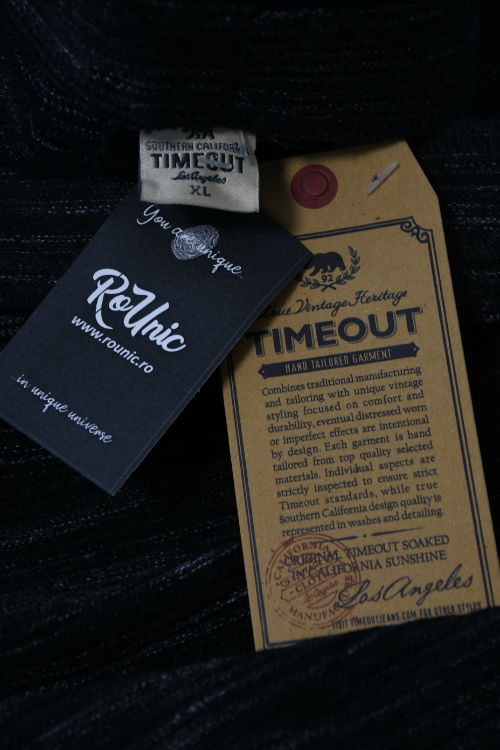 SOUTHERN CALIFORNIA
TIMEOUT
Los Angeles
XL
You are unique...
RoUnic
www.rounic.ro
...in unique universe
92
True Vintage Heritage
TIMEOUT
HAND TAILORED GARMENT
Combines traditional manufacturing
and tailoring with unique vintage
styling focused on comfort and
durability, eventual distressed worn
or imperfect effects are intentional
by design. Each garment is hand
tailored from top quality selected
materials. Individual aspects are
strictly inspected to ensure strict
Timeout standards, while true
Southern California design quality is
represented in washes and detailing.
ORIGINAL TIMEOUT SOAKED
IN CALIFORNIA SUNSHINE
Los Angeles
VISIT TIMEOUTJEANS.COM FOR OTHER STYLES
CALIFORNIA
CLOTHING
Los Angeles